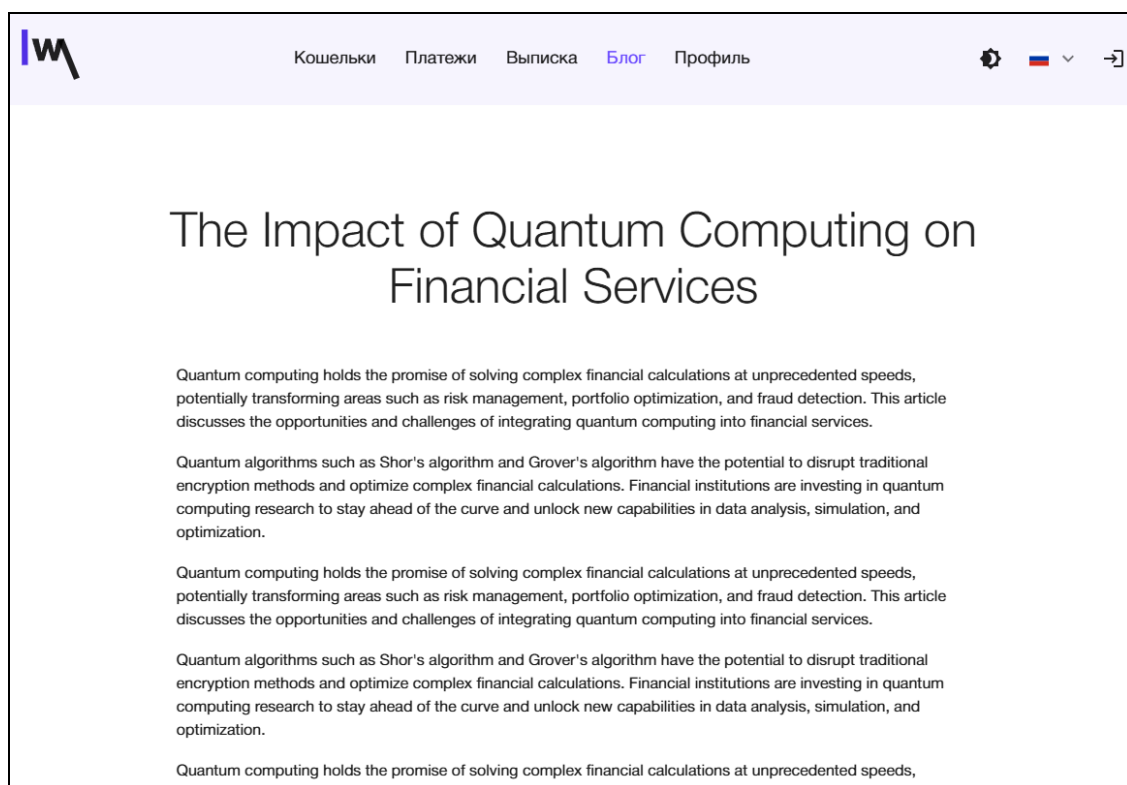 Кошельки Платежи Выписка Блог Профиль
The Impact of Quantum Computing on
Financial Services
Quantum computing holds the promise of solving complex financial calculations at unprecedented speeds,
potentially transforming areas such as risk management, portfolio optimization, and fraud detection. This article
discusses the opportunities and challenges of integrating quantum computing into financial services.
Quantum algorithms such as Shor's algorithm and Grover's algorithm have the potential to disrupt traditional
encryption methods and optimize complex financial calculations. Financial institutions are investing in quantum
computing research to stay ahead of the curve and unlock new capabilities in data analysis, simulation, and
optimization.
Quantum computing holds the promise of solving complex financial calculations at unprecedented speeds,
potentially transforming areas such as risk management, portfolio optimization, and fraud detection. This article
discusses the opportunities and challenges of integrating quantum computing into financial services.
Quantum algorithms such as Shor's algorithm and Grover's algorithm have the potential to disrupt traditional
encryption methods and optimize complex financial calculations. Financial institutions are investing in quantum
computing research to stay ahead of the curve and unlock new capabilities in data analysis, simulation, and
optimization.
Quantum computing holds the promise of solving complex financial calculations at unprecedented speeds,